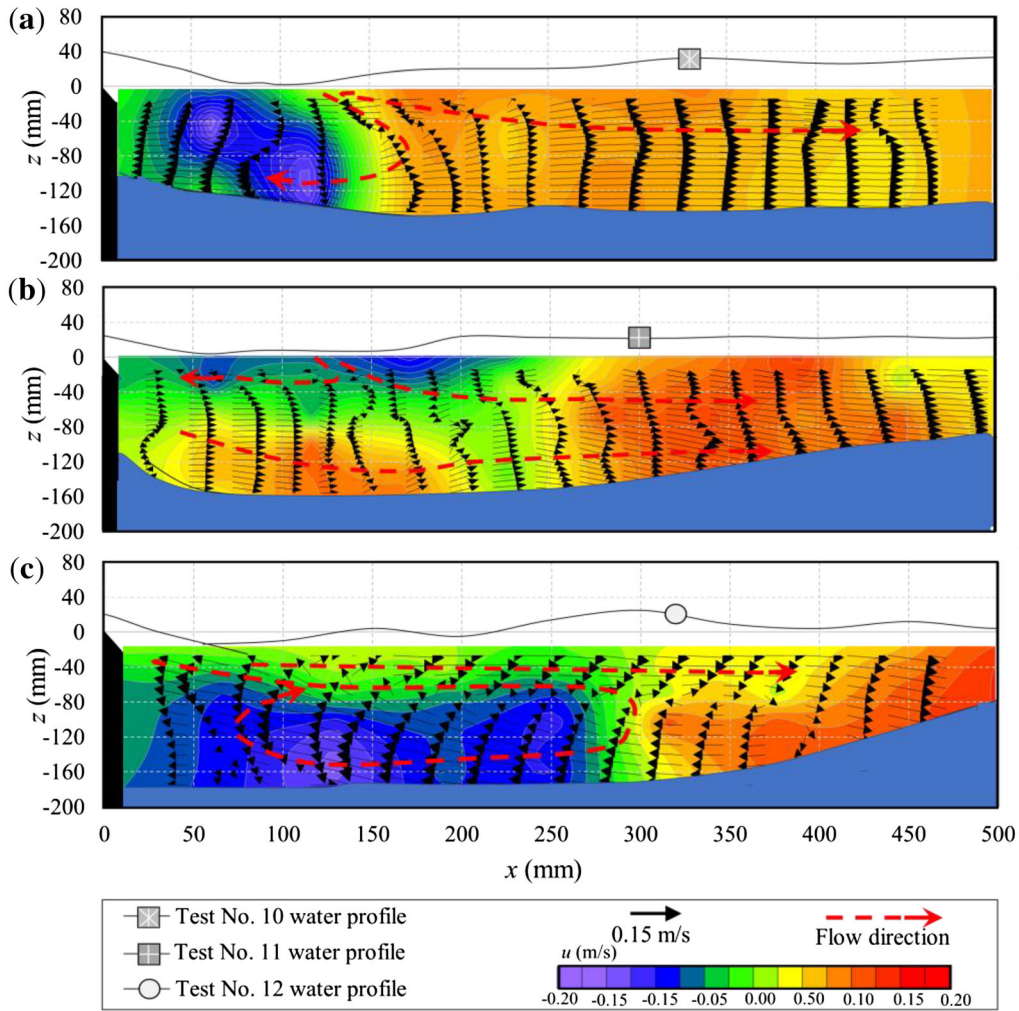 (a)
80
40
0
-40
-80
-120
-160
-200
z (mm)
(b)
80
40
0
-40
-80
-120
-160
-200
z (mm)
(c)
80
40
0
-40
-80
-120
-160
-200
z (mm)
0 50 100 150 200 250 300 350 400 450 500
x (mm)
Test No. 10 water profile
Test No. 11 water profile
Test No. 12 water profile
0.15 m/s
Flow direction
u (m/s)
-0.20 -0.15 -0.15 -0.05 0.00 0.50 0.10 0.15 0.20